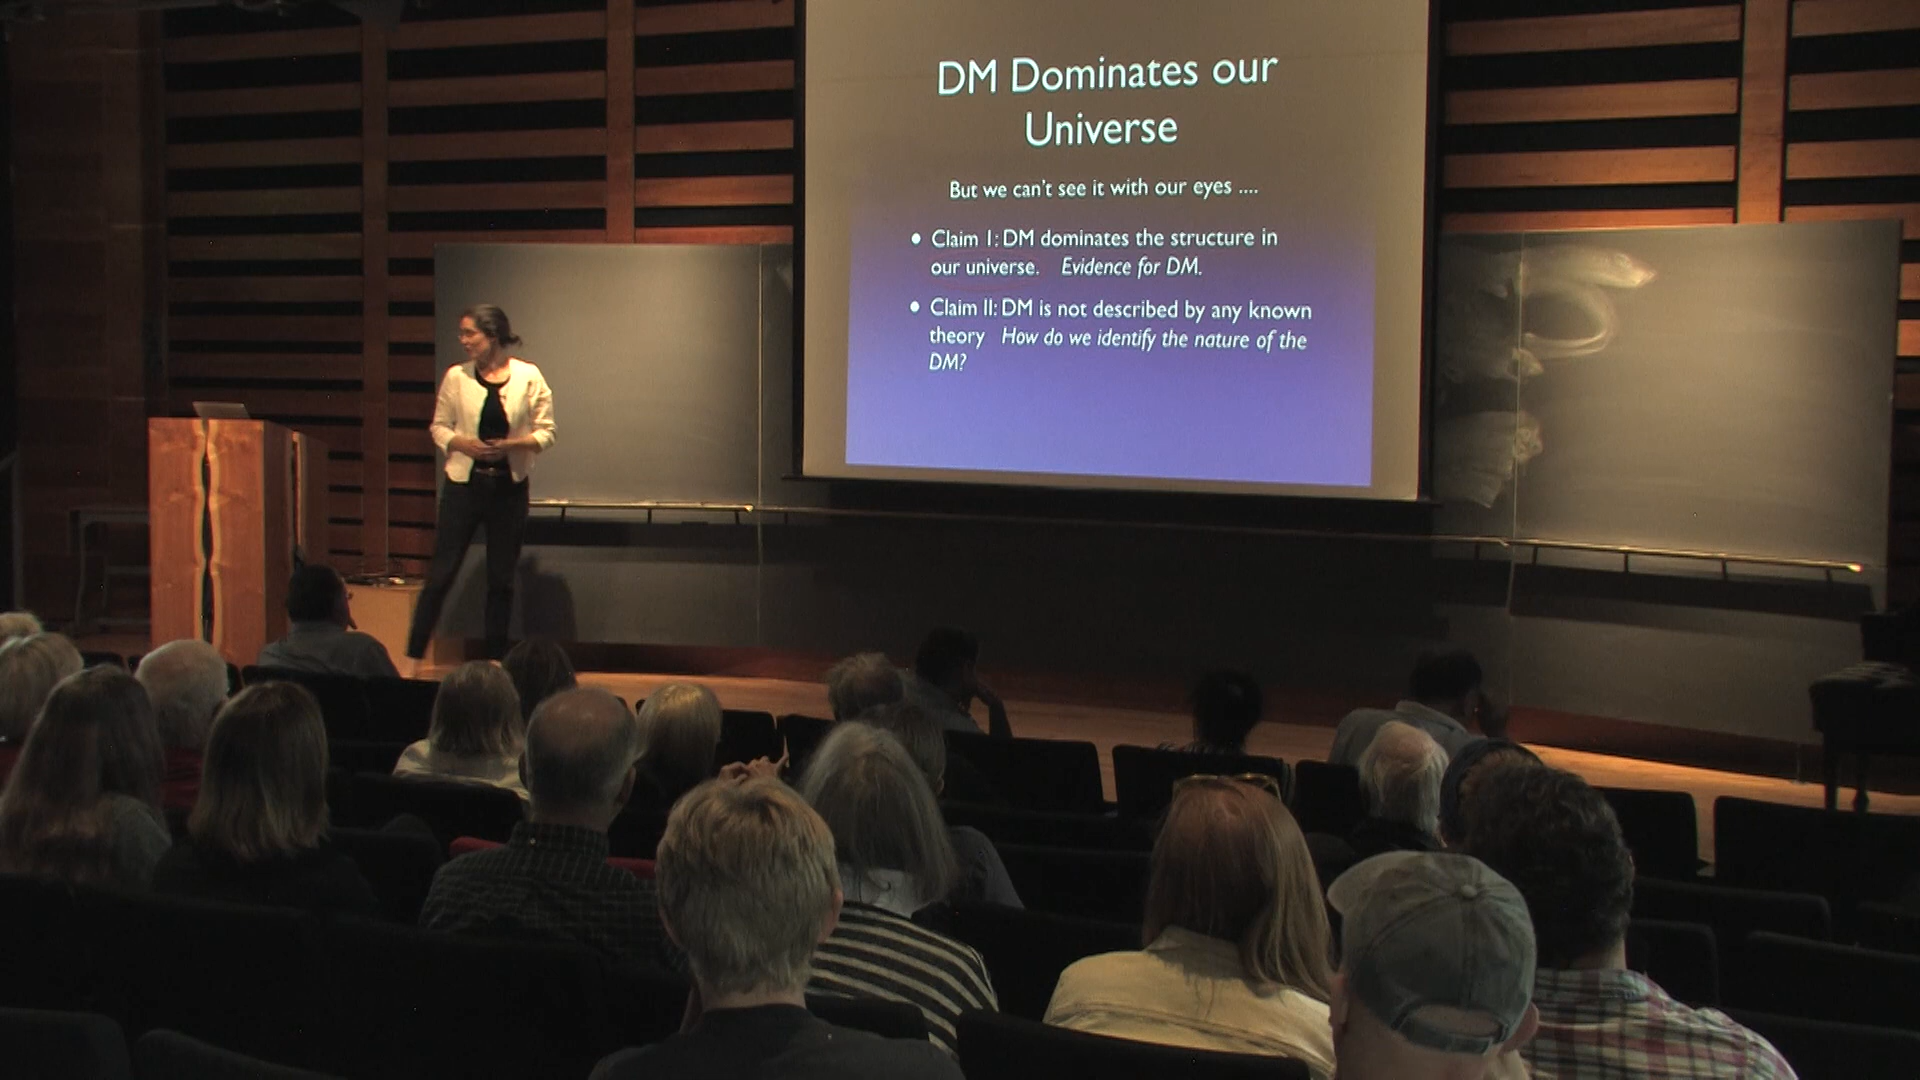 DM Dominates our
Universe
But we can't see it with our eyes ....
• Claim I: DM dominates the structure in
our universe. Evidence for DM.
• Claim II: DM is not described by any known
theory How do we identify the nature of the
DM?